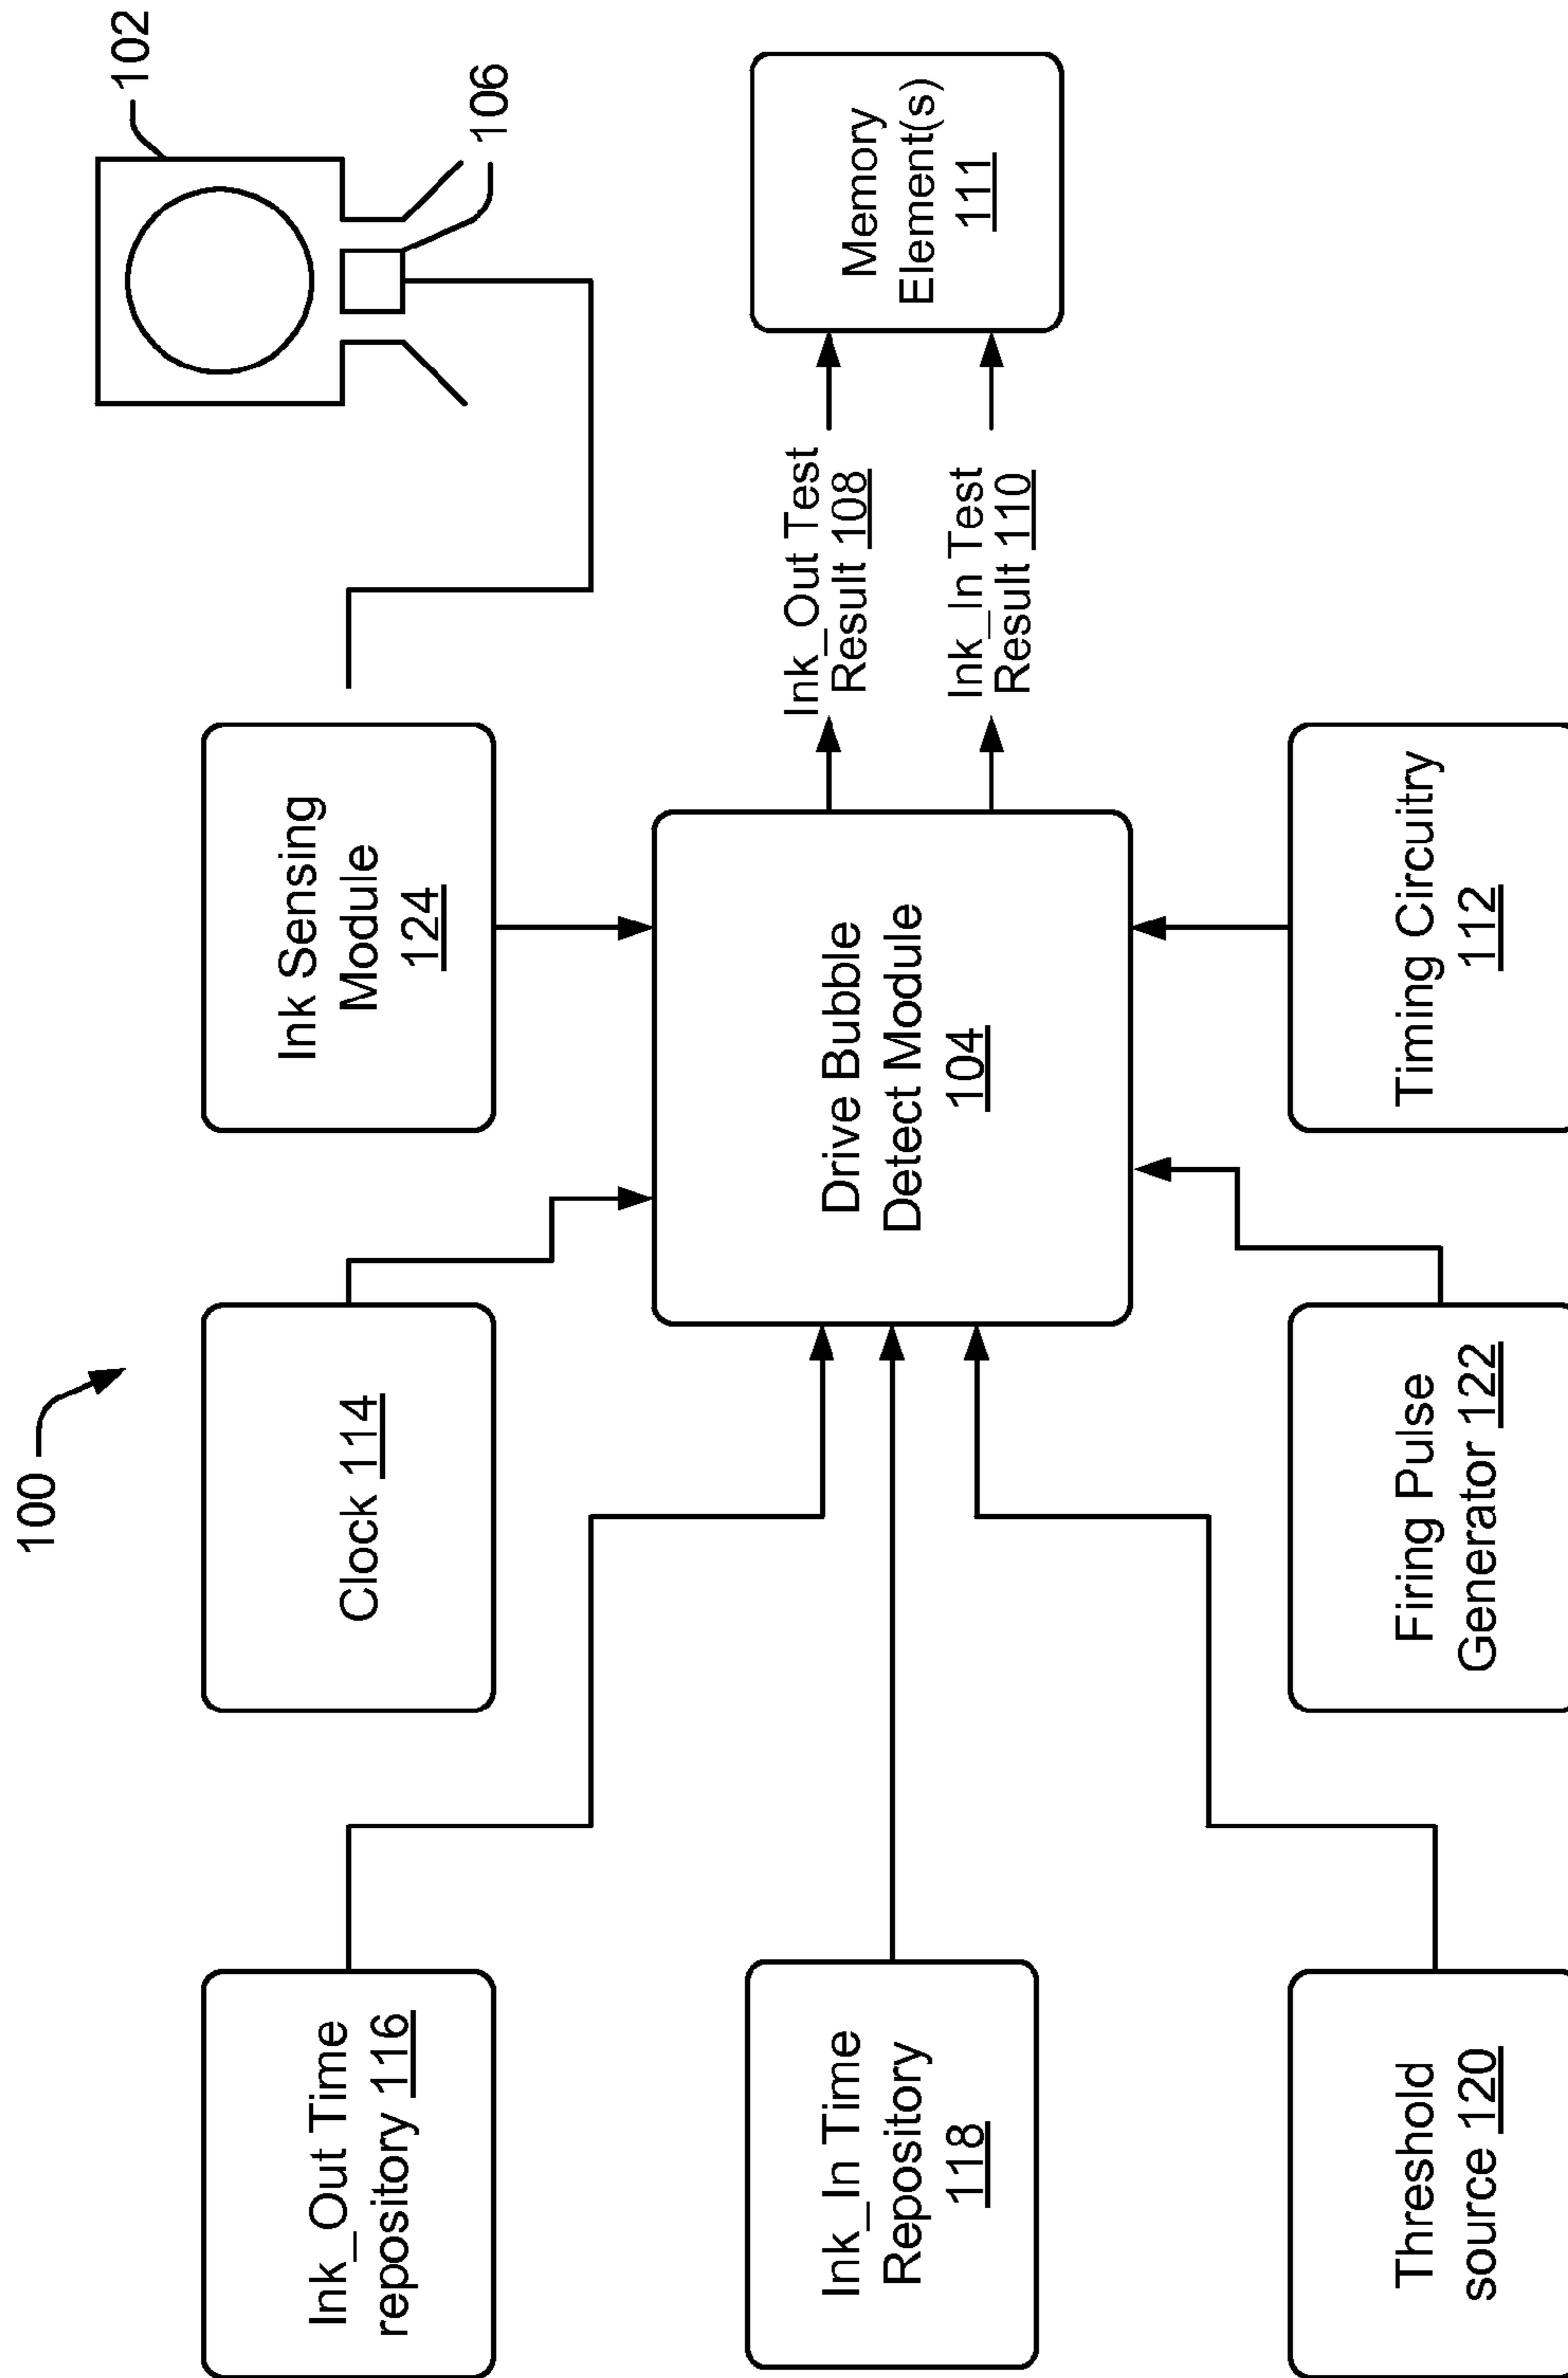 100
102
106
Ink_Out Time
repository 116
Clock 114
Ink Sensing
Module
124
Ink_In Time
Repository
118
Drive Bubble
Detect Module
104
Ink_Out Test
Result 108
Ink_In Test
Result 110
Memory
Element(s)
111
Threshold
source 120
Firing Pulse
Generator 122
Timing Circuitry
112